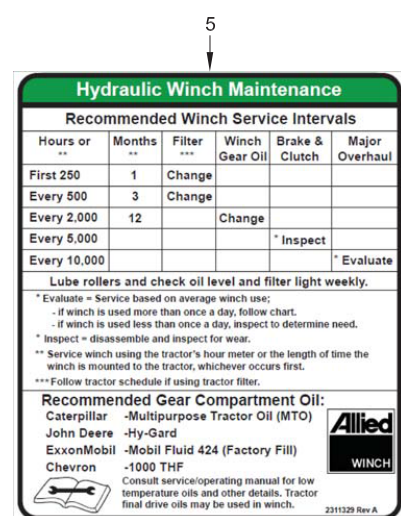 5
Hydraulic Winch Maintenance
Recommended Winch Service Intervals
Hours or ** Months ** Filter *** Winch Gear Oil Brake & Clutch Major Overhaul
First 250 1 Change
Every 500 3 Change
Every 2,000 12 Change
Every 5,000 * Inspect
Every 10,000 * Evaluate
Lube rollers and check oil level and filter light weekly.
* Evaluate = Service based on average winch use;
- if winch is used more than once a day, follow chart.
- if winch is used less than once a day, inspect to determine need.
* Inspect = disassemble and inspect for wear.
** Service winch using the tractor's hour meter or the length of time the
winch is mounted to the tractor, whichever occurs first.
*** Follow tractor schedule if using tractor filter.
Recommended Gear Compartment Oil:
Caterpillar -Multipurpose Tractor Oil (MTO)
John Deere -Hy-Gard
ExxonMobil -Mobil Fluid 424 (Factory Fill)
Chevron -1000 THF
Allied
WINCH
Consult service/operating manual for low
temperature oils and other details. Tractor
final drive oils may be used in winch.
2311329 Rev A